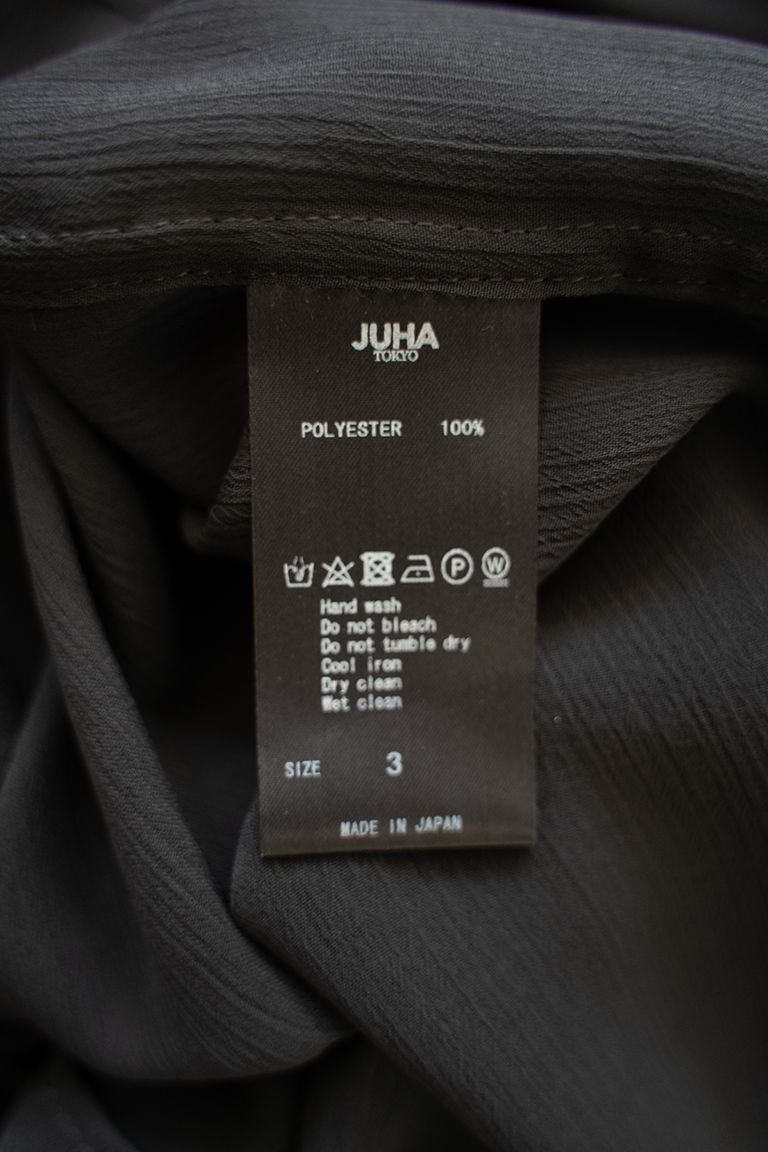 JUHA
TOKYO
POLYESTER 100%
P W
Hand wash
Do not bleach
Do not tumble dry
Cool iron
Dry clean
Wet clean
SIZE 3
MADE IN JAPAN